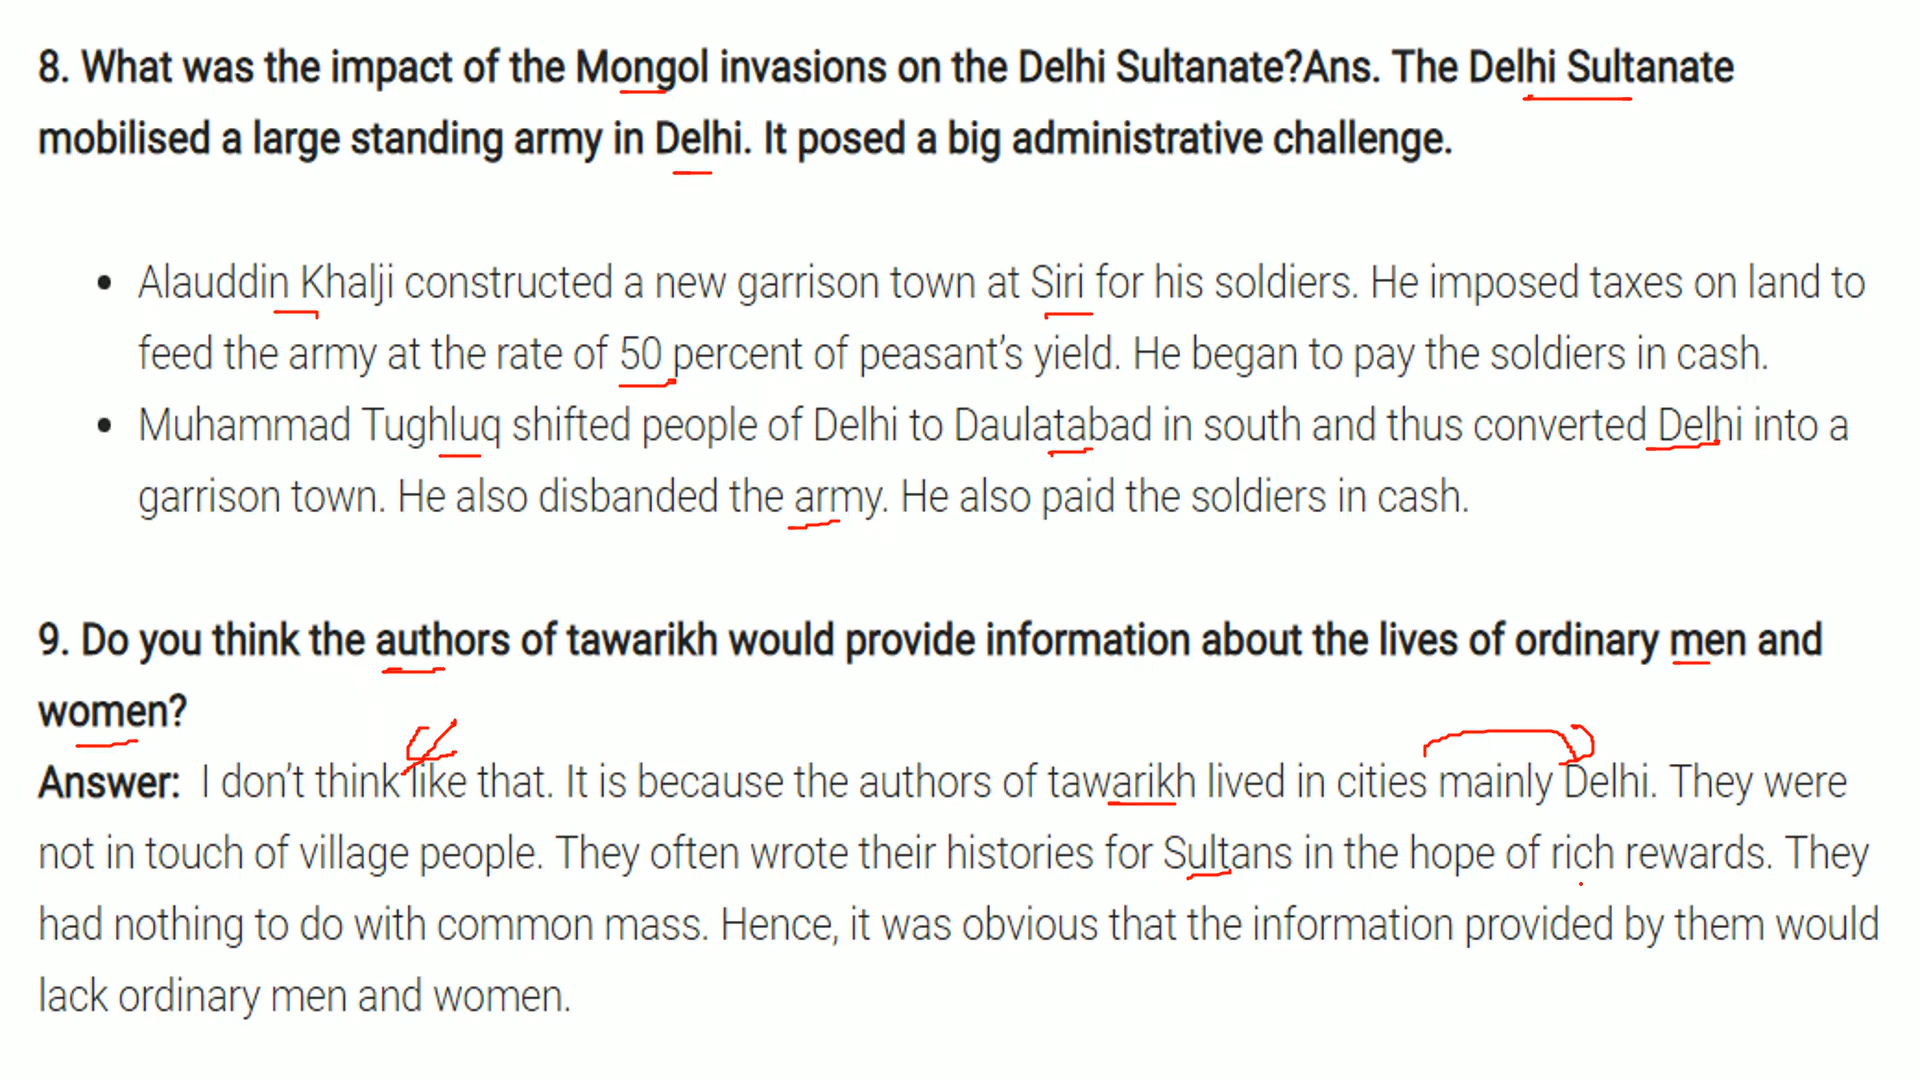 8. What was the impact of the Mongol invasions on the Delhi Sultanate?Ans. The Delhi Sultanate
mobilised a large standing army in Delhi. It posed a big administrative challenge.
• Alauddin Khalji constructed a new garrison town at Siri for his soldiers. He imposed taxes on land to
feed the army at the rate of 50 percent of peasant’s yield. He began to pay the soldiers in cash.
• Muhammad Tughluq shifted people of Delhi to Daulatabad in south and thus converted Delhi into a
garrison town. He also disbanded the army. He also paid the soldiers in cash.
9. Do you think the authors of tawarikh would provide information about the lives of ordinary men and
women?
Answer: I don’t think like that. It is because the authors of tawarikh lived in cities mainly Delhi. They were
not in touch of village people. They often wrote their histories for Sultans in the hope of rich rewards. They
had nothing to do with common mass. Hence, it was obvious that the information provided by them would
lack ordinary men and women.